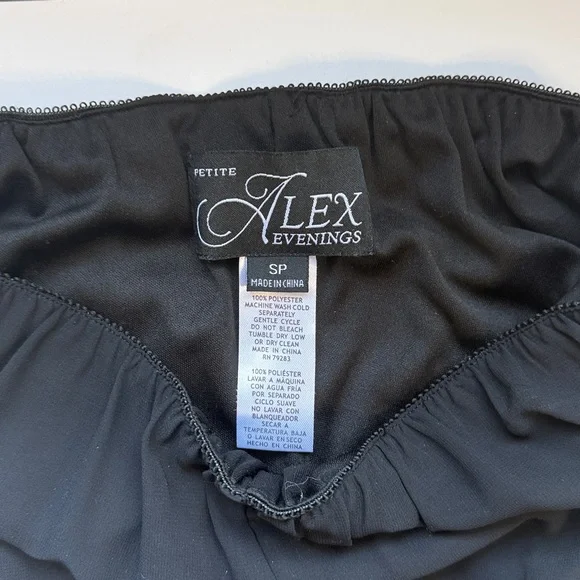 PETITE
ALEX
EVENINGS
SP
MADE IN CHINA
100% POLYESTER
MACHINE WASH COLD
SEPARATELY
GENTLE CYCLE
DO NOT BLEACH
TUMBLE DRY LOW
OR DRY CLEAN
MADE IN CHINA
RN 79283
100% POLIÉSTER
LAVAR A MÁQUINA
CON AGUA FRÍA
POR SEPARADO
CICLO SUAVE
NO LAVAR CON
BLANQUEADOR
SECAR A
TEMPERATURA BAJA
O LAVAR EN SECO
HECHO EN CHINA